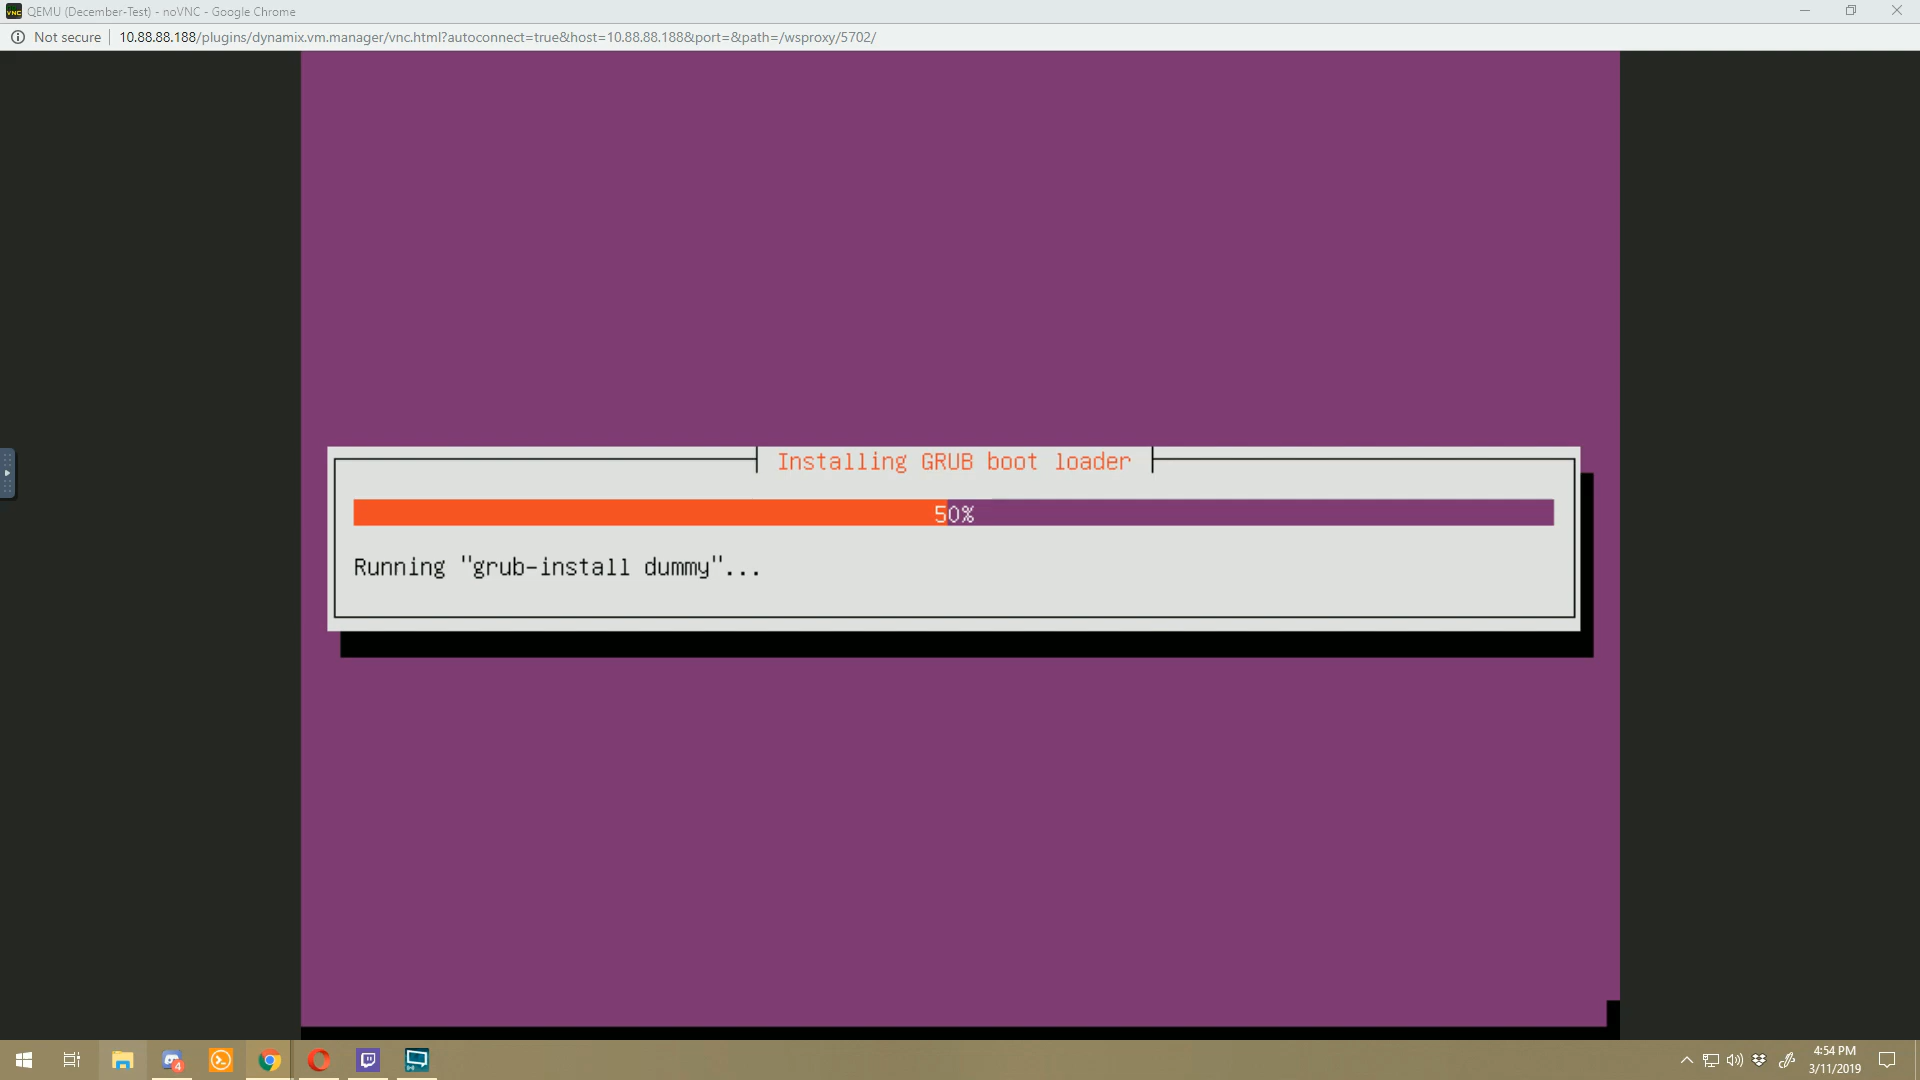 QEMU (December-Test) - noVNC - Google Chrome
Not secure | 10.88.88.188/plugins/dynamix.vm.manager/vnc.html?autoconnect=true&host=10.88.88.188&port=&path=/wsproxy/5702/
Installing GRUB boot loader
50%
Running "grub-install dummy"...
4
4:54 PM
3/11/2019